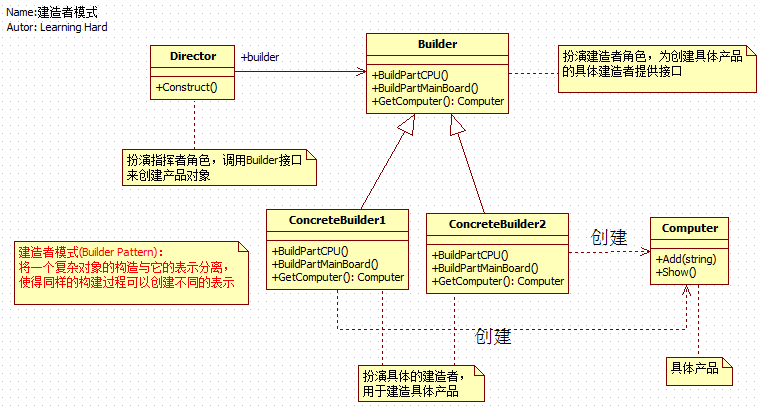 Name:建造者模式
Autor: Learning Hard
Director
+Construct()
+builder
Builder
+BuildPartCPU()
+BuildPartMainBoard()
+GetComputer(): Computer
扮演建造者角色，为创建具体产品
的具体建造者提供接口
扮演指挥者角色，调用Builder接口
来创建产品对象
建造者模式(Builder Pattern)：
将一个复杂对象的构造与它的表示分离，
使得同样的构建过程可以创建不同的表示
ConcreteBuilder1
+BuildPartCPU()
+BuildPartMainBoard()
+GetComputer(): Computer
ConcreteBuilder2
+BuildPartCPU()
+BuildPartMainBoard()
+GetComputer(): Computer
创建
Computer
+Add(string)
+Show()
创建
扮演具体的建造者，
用于建造具体产品
具体产品